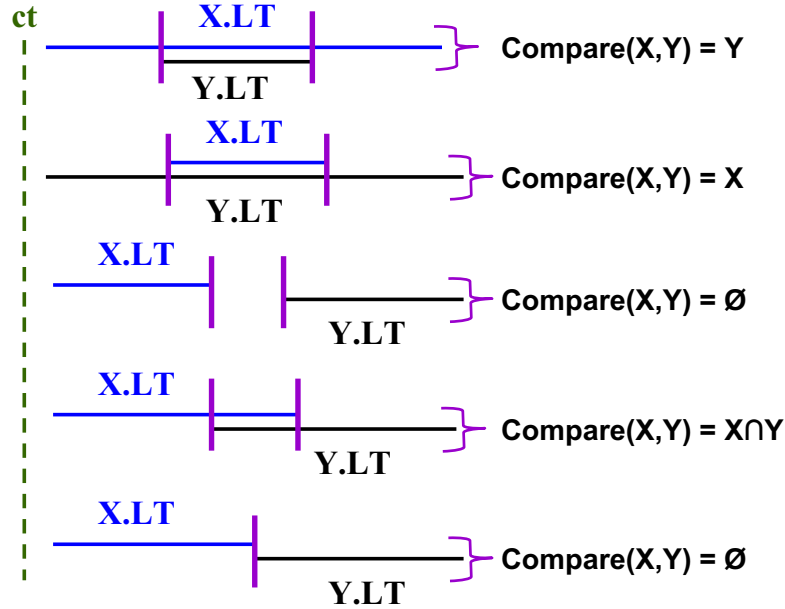 ct
X.LT
Compare(X,Y) = Y
Y.LT
X.LT
Compare(X,Y) = X
Y.LT
X.LT
Compare(X,Y) = Ø
Y.LT
X.LT
Compare(X,Y) = X∩Y
Y.LT
X.LT
Compare(X,Y) = Ø
Y.LT